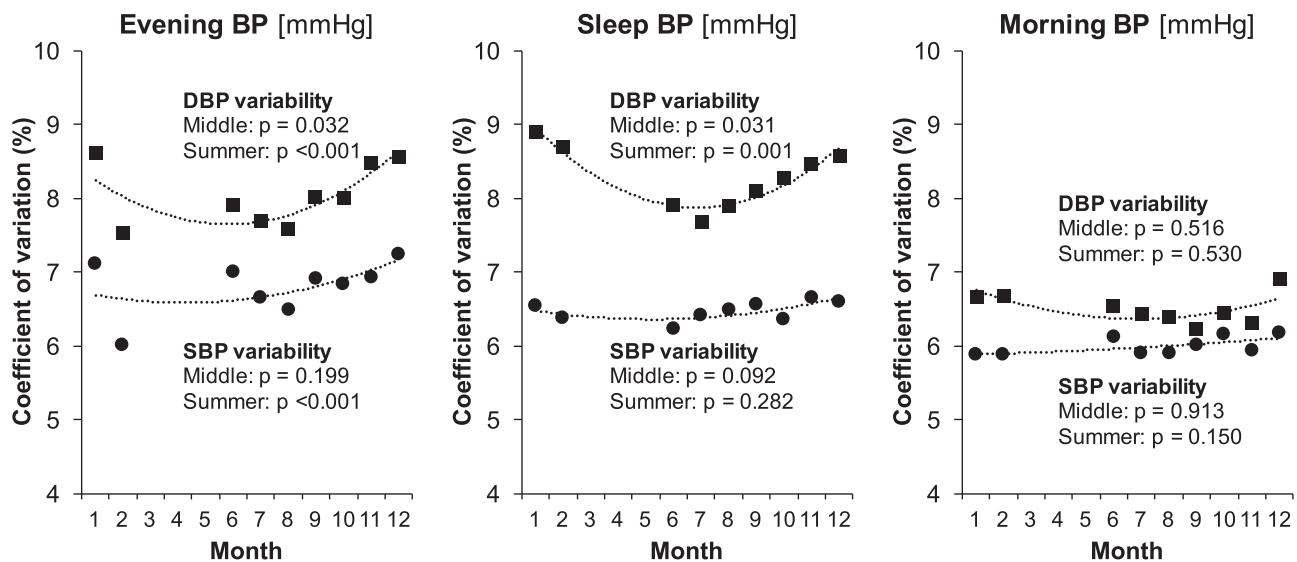 Evening BP [mmHg]
Coefficient of variation (%)
10
9
8
7
6
5
4
DBP variability
Middle: p = 0.032
Summer: p <0.001
SBP variability
Middle: p = 0.199
Summer: p <0.001
1 2 3 4 5 6 7 8 9 10 11 12
Month
Sleep BP [mmHg]
Coefficient of variation (%)
10
9
8
7
6
5
4
DBP variability
Middle: p = 0.031
Summer: p = 0.001
SBP variability
Middle: p = 0.092
Summer: p = 0.282
1 2 3 4 5 6 7 8 9 10 11 12
Month
Morning BP [mmHg]
Coefficient of variation (%)
10
9
8
7
6
5
4
DBP variability
Middle: p = 0.516
Summer: p = 0.530
SBP variability
Middle: p = 0.913
Summer: p = 0.150
1 2 3 4 5 6 7 8 9 10 11 12
Month